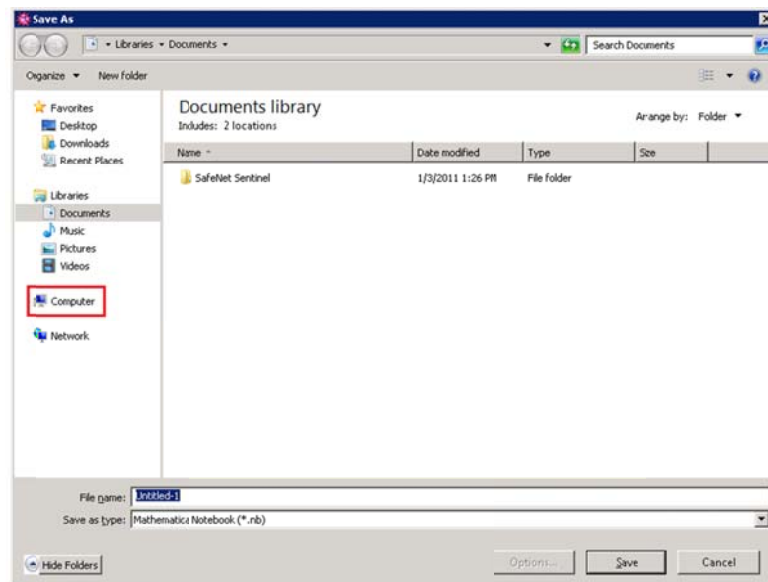 Save As
Libraries Documents Search Documents
Organize New folder
Favorites
Desktop
Downloads
Recent Places
Libraries
Documents
Music
Pictures
Videos
Computer
Network
Documents library
Includes: 2 locations
Arrange by: Folder
Name Date modified Type Size
SafeNet Sentinel 1/3/2011 1:26 PM File folder
File name: Untitled-1
Save as type: Mathematica Notebook (*.nb)
Hide Folders Options... Save Cancel